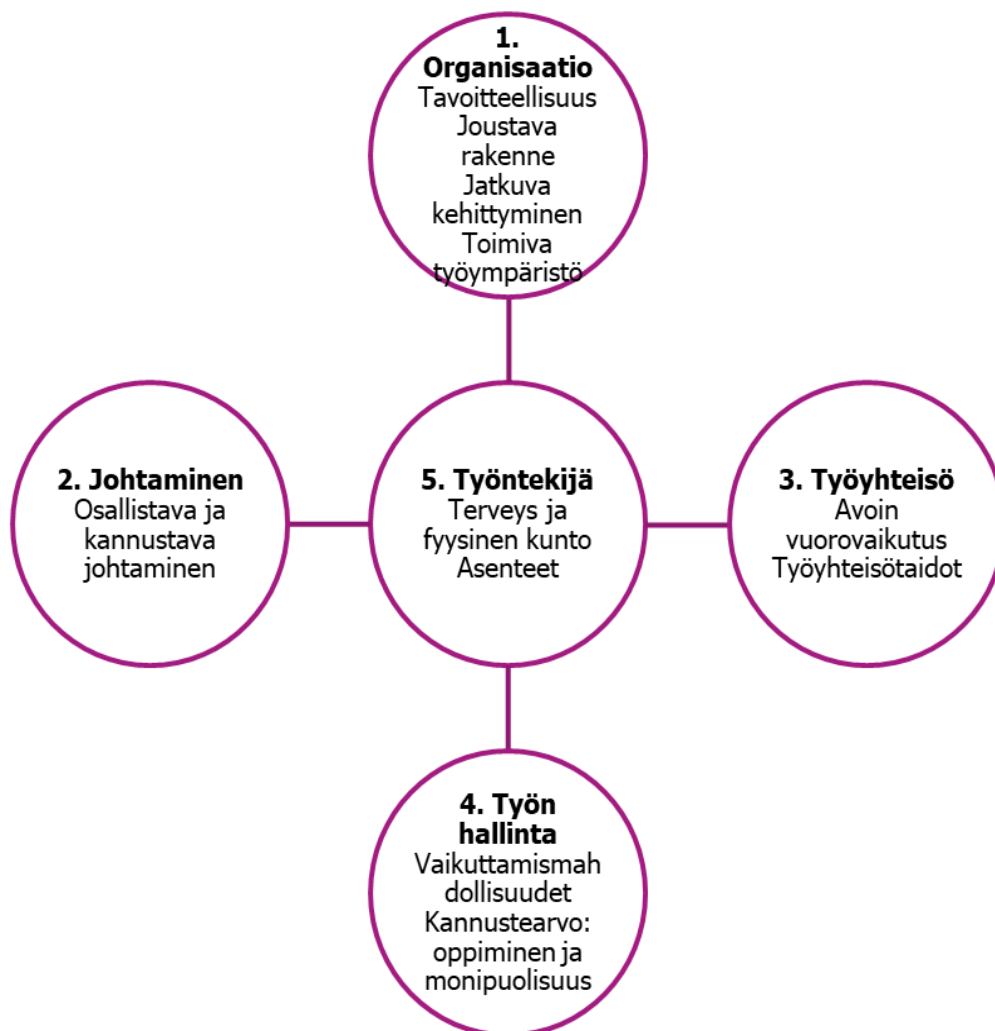 1.
Organisaatio
Tavoitteellisuus
Joustava
rakenne
Jatkuva
kehittyminen
Toimiva
työympäristö
2. Johtaminen
Osallistava ja
kannustava
johtaminen
5. Työntekijä
Terveys ja
fyysinen kunto
Asenteet
3. Työyhteisö
Avoin
vuorovaikutus
Työyhteisötaidot
4. Työn
hallinta
Vaikuttamismah
dollisuudet
Kannustearvo:
oppiminen ja
monipuolisuus